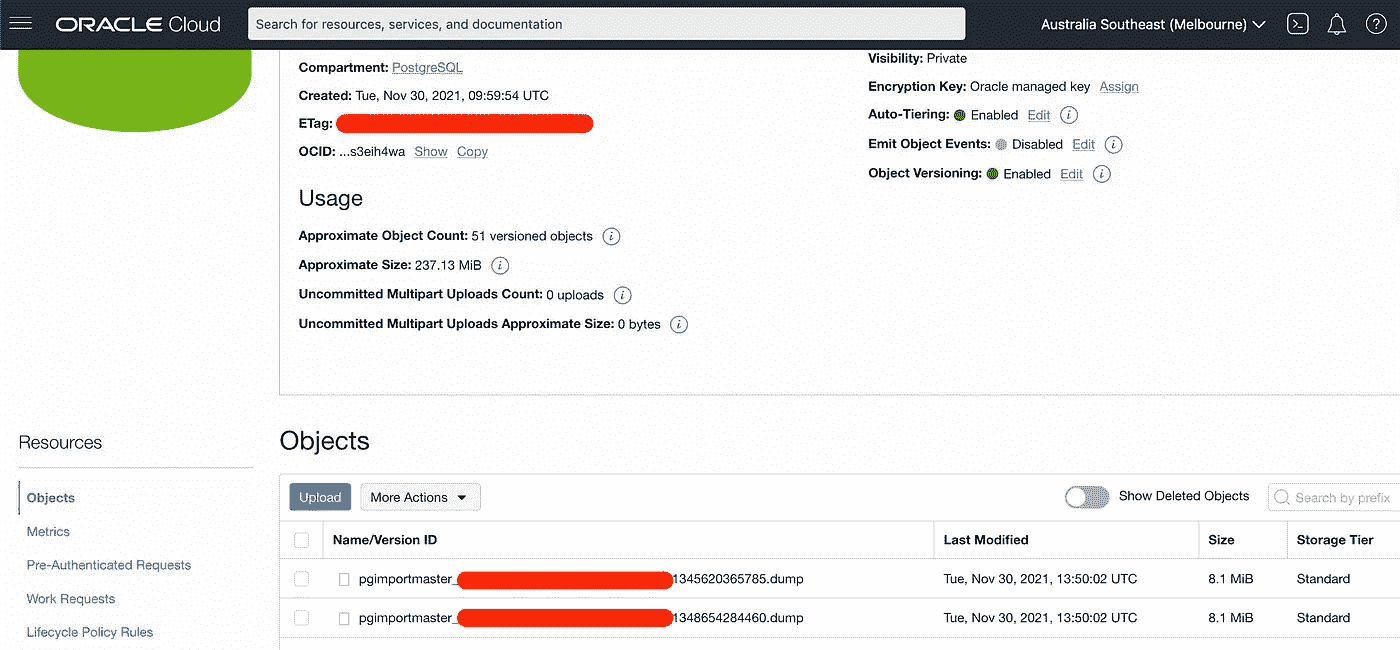 ORACLE Cloud
Search for resources, services, and documentation
Australia Southeast (Melbourne)
Compartment: PostgreSQL
Created: Tue, Nov 30, 2021, 09:59:54 UTC
ETag:
OCID: ...s3eih4wa Show Copy
Visibility: Private
Encryption Key: Oracle managed key Assign
Auto-Tiering: Enabled Edit
Emit Object Events: Disabled Edit
Object Versioning: Enabled Edit
Usage
Approximate Object Count: 51 versioned objects
Approximate Size: 237.13 MiB
Uncommitted Multipart Uploads Count: 0 uploads
Uncommitted Multipart Uploads Approximate Size: 0 bytes
Resources
Objects
Metrics
Pre-Authenticated Requests
Work Requests
Lifecycle Policy Rules
Objects
Upload More Actions Show Deleted Objects Search by prefix
Name/Version ID Last Modified Size Storage Tier
pgimportmaster_ 1345620365785.dump Tue, Nov 30, 2021, 13:50:02 UTC 8.1 MiB Standard
pgimportmaster_ 1348654284460.dump Tue, Nov 30, 2021, 13:50:02 UTC 8.1 MiB Standard